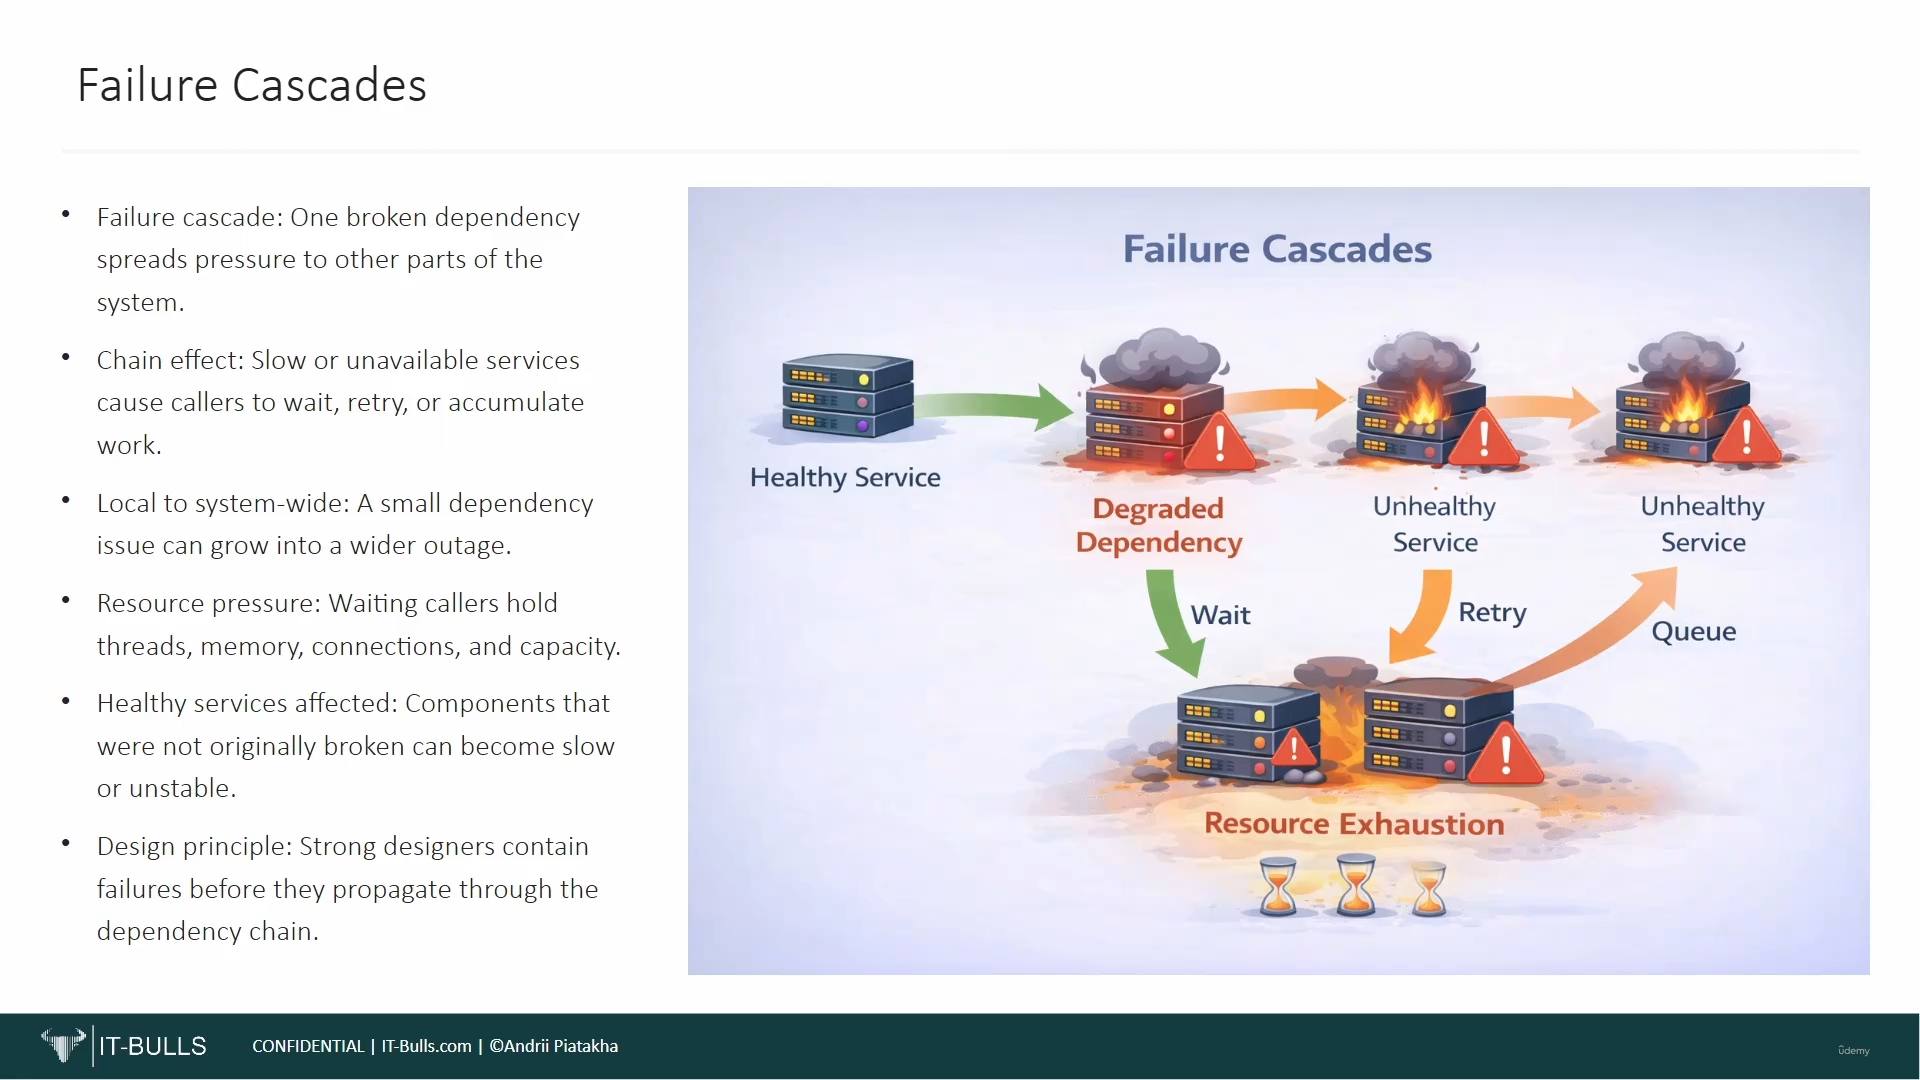 Failure Cascades
• Failure cascade: One broken dependency
spreads pressure to other parts of the
system.
• Chain effect: Slow or unavailable services
cause callers to wait, retry, or accumulate
work.
• Local to system-wide: A small dependency
issue can grow into a wider outage.
• Resource pressure: Waiting callers hold
threads, memory, connections, and capacity.
• Healthy services affected: Components that
were not originally broken can become slow
or unstable.
• Design principle: Strong designers contain
failures before they propagate through the
dependency chain.
Failure Cascades
Healthy Service
Degraded
Dependency
Unhealthy
Service
Unhealthy
Service
Wait
Retry
Queue
Resource Exhaustion
IT-BULLS
CONFIDENTIAL | IT-Bulls.com | ©Andrii Piatakha
udemy